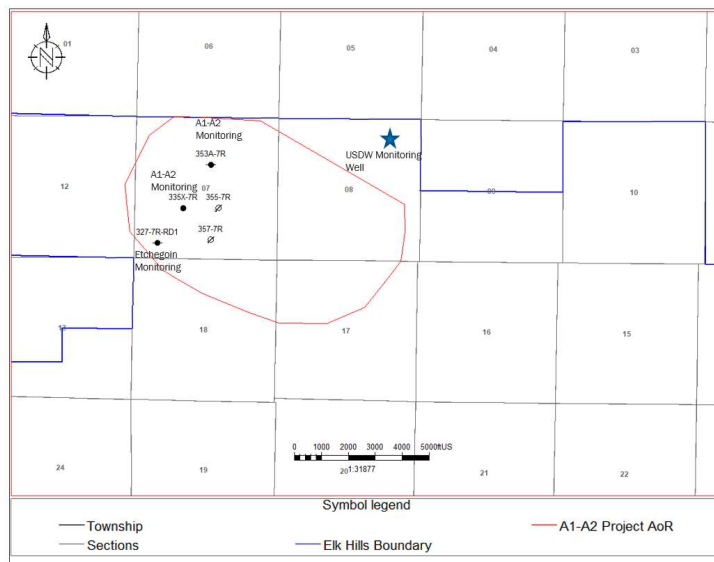 01
06
05
04
03
N
A1-A2
Monitoring
353A-7R
USDW Monitoring
Well
A1-A2
Monitoring
07
12
08
09
10
335X-7R
355-7R
327-7R-RD1
357-7R
Etchegoin
Monitoring
13
18
17
16
15
0 1000 2000 3000 4000 5000ftUS
1:31877
24
19
20
21
22
Symbol legend
Township
A1-A2 Project AoR
Sections
Elk Hills Boundary